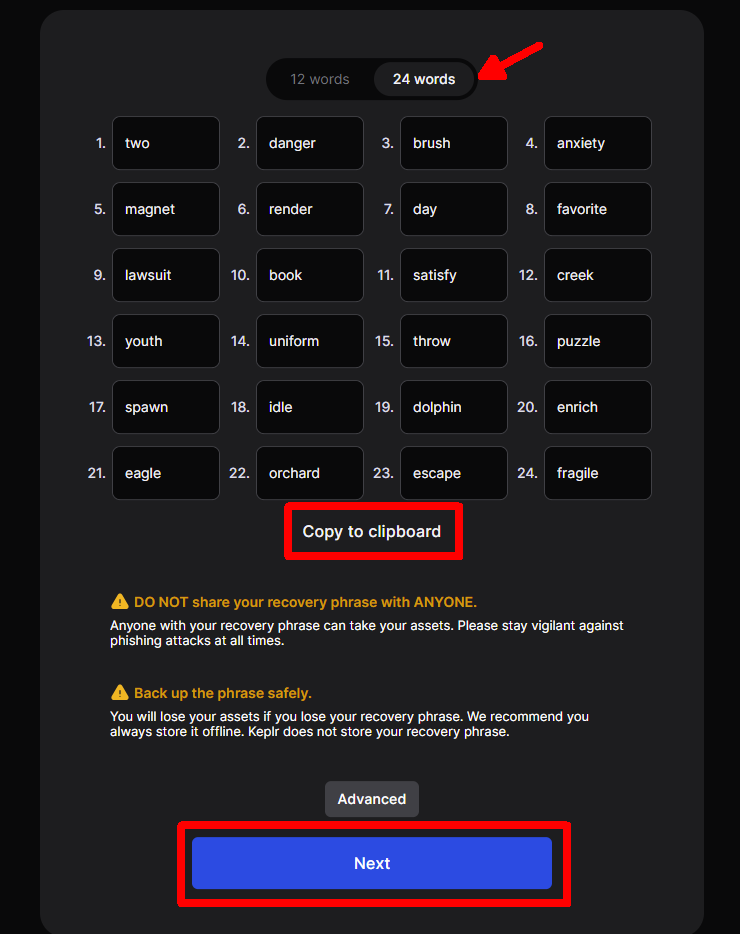 12 words 24 words
1. two 2. danger 3. brush 4. anxiety
5. magnet 6. render 7. day 8. favorite
9. lawsuit 10. book 11. satisfy 12. creek
13. youth 14. uniform 15. throw 16. puzzle
17. spawn 18. idle 19. dolphin 20. enrich
21. eagle 22. orchard 23. escape 24. fragile
Copy to clipboard
DO NOT share your recovery phrase with ANYONE.
Anyone with your recovery phrase can take your assets. Please stay vigilant against
phishing attacks at all times.
Back up the phrase safely.
You will lose your assets if you lose your recovery phrase. We recommend you
always store it offline. Keplr does not store your recovery phrase.
Advanced
Next